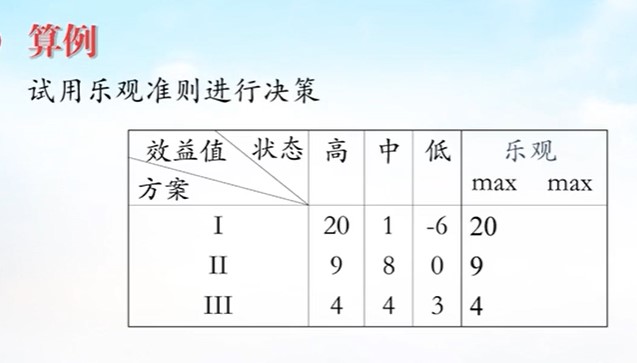 算例
试用乐观准则进行决策
效益值 状态 高 中 低 乐观
方案 max max
I 20 1 -6 20
II 9 8 0 9
III 4 4 3 4